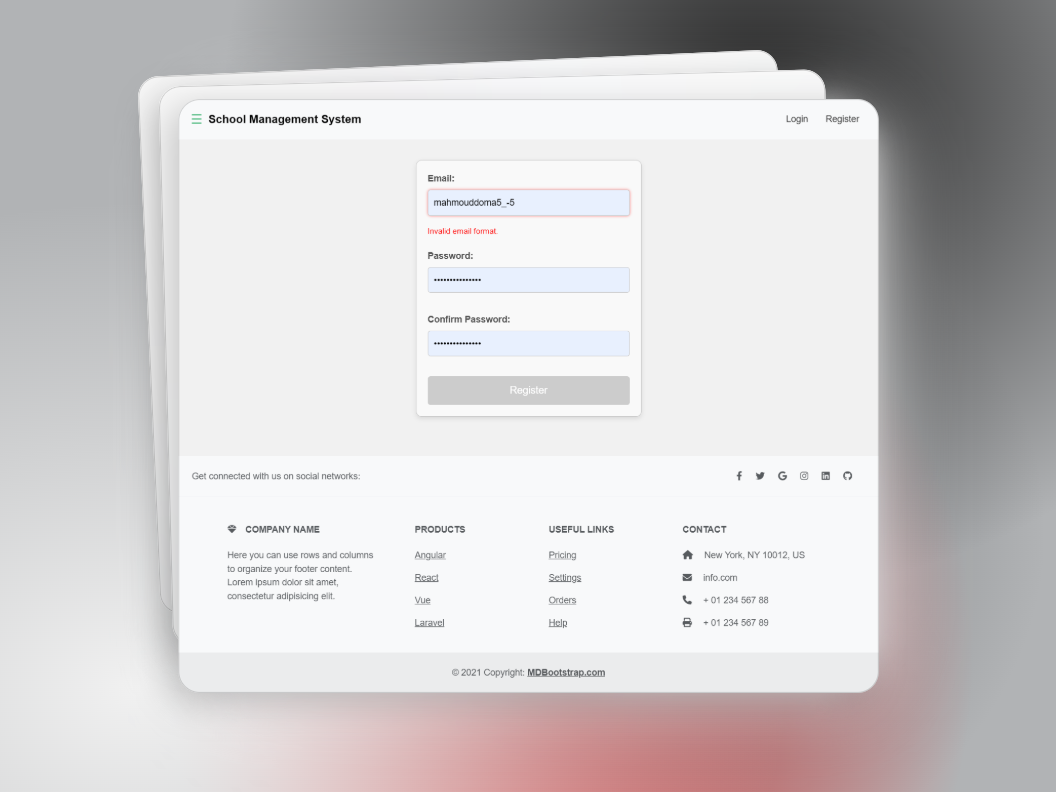 School Management System
Login
Register
Email:
mahmouddoma5_-5
Invalid email format.
Password:
•••••••••••••••
Confirm Password:
•••••••••••••••
Register
Get connected with us on social networks:
COMPANY NAME
Here you can use rows and columns
to organize your footer content.
Lorem ipsum dolor sit amet,
consectetur adipisicing elit.
PRODUCTS
Angular
React
Vue
Laravel
USEFUL LINKS
Pricing
Settings
Orders
Help
CONTACT
New York, NY 10012, US
info.com
+ 01 234 567 88
+ 01 234 567 89
© 2021 Copyright: MDBootstrap.com